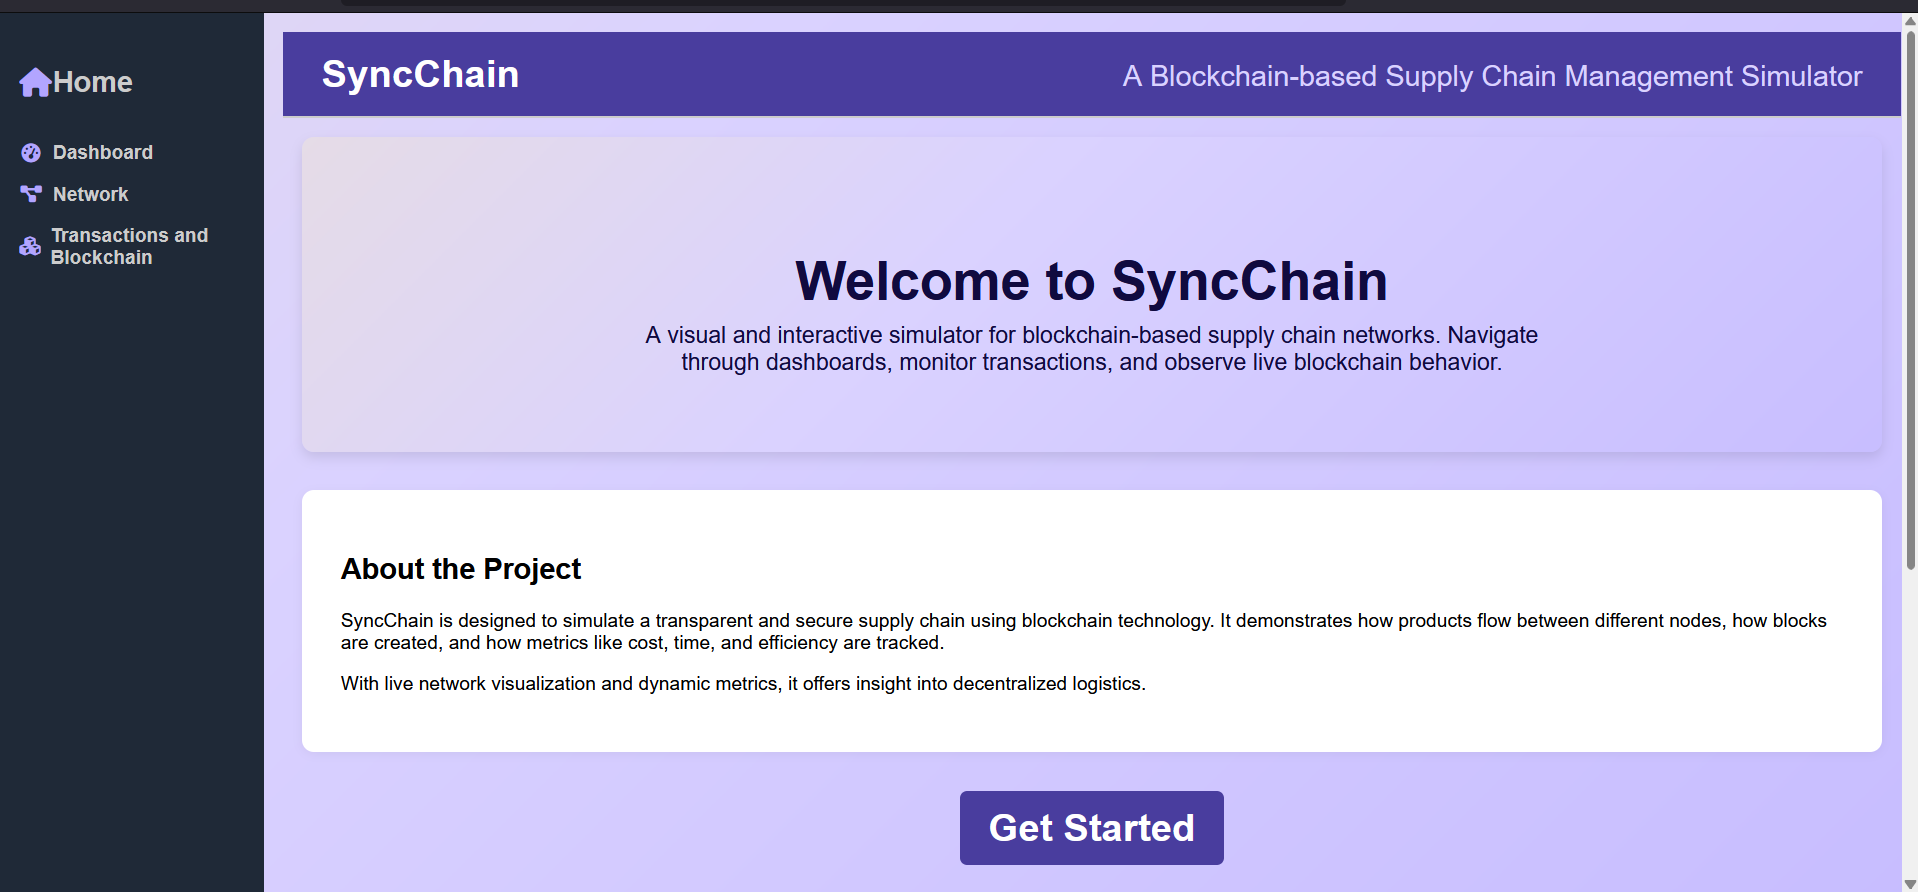 Home
Dashboard
Network
Transactions and
Blockchain
SyncChain
A Blockchain-based Supply Chain Management Simulator
Welcome to SyncChain
A visual and interactive simulator for blockchain-based supply chain networks. Navigate
through dashboards, monitor transactions, and observe live blockchain behavior.
About the Project
SyncChain is designed to simulate a transparent and secure supply chain using blockchain technology. It demonstrates how products flow between different nodes, how blocks
are created, and how metrics like cost, time, and efficiency are tracked.
With live network visualization and dynamic metrics, it offers insight into decentralized logistics.
Get Started